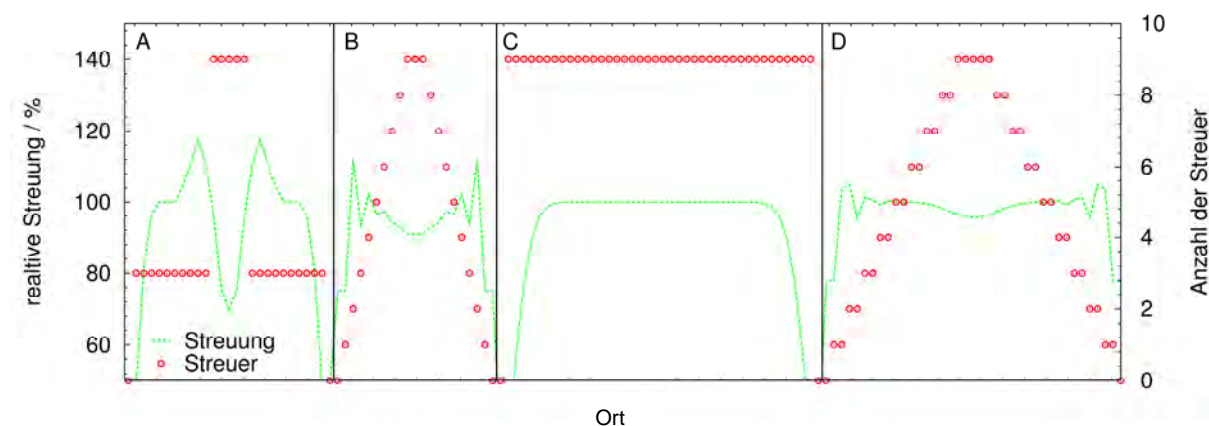 A B C D
140
120
100
80
60
realtive Streuung / %
10
8
6
4
2
0
Anzahl der Streuer
Streuung
Streuer
Ort